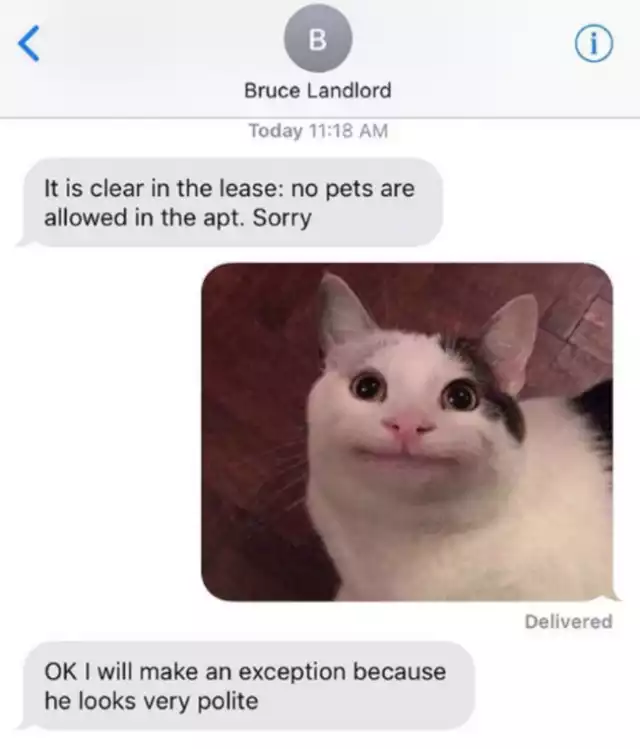 B
Bruce Landlord
Today 11:18 AM
It is clear in the lease: no pets are
allowed in the apt. Sorry
Delivered
OK I will make an exception because
he looks very polite